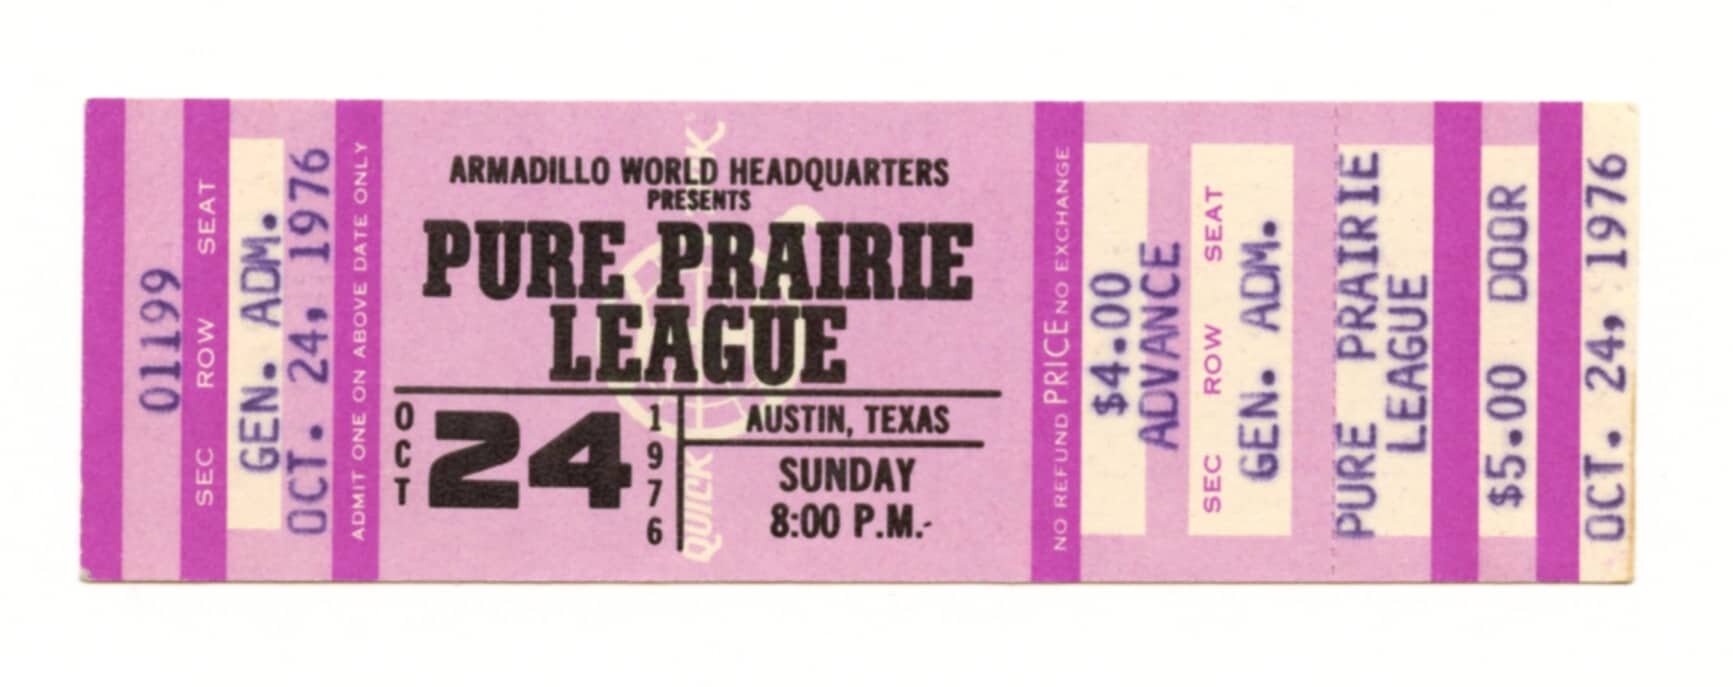 01199
SEC ROW SEAT
GEN. ADM.
OCT. 24, 1976
ADMIT ONE ON ABOVE DATE ONLY
ARMADILLO WORLD HEADQUARTERS
PRESENTS
PURE PRAIRIE
LEAGUE
OCT
24
1976
AUSTIN, TEXAS
SUNDAY
8:00 P.M.-
QUICK
NO REFUND PRICE NO EXCHANGE
$4.00
ADVANCE
SEC ROW SEAT
GEN. ADM.
PURE PRAIRIE
LEAGUE
$5.00 DOOR
OCT. 24, 1976